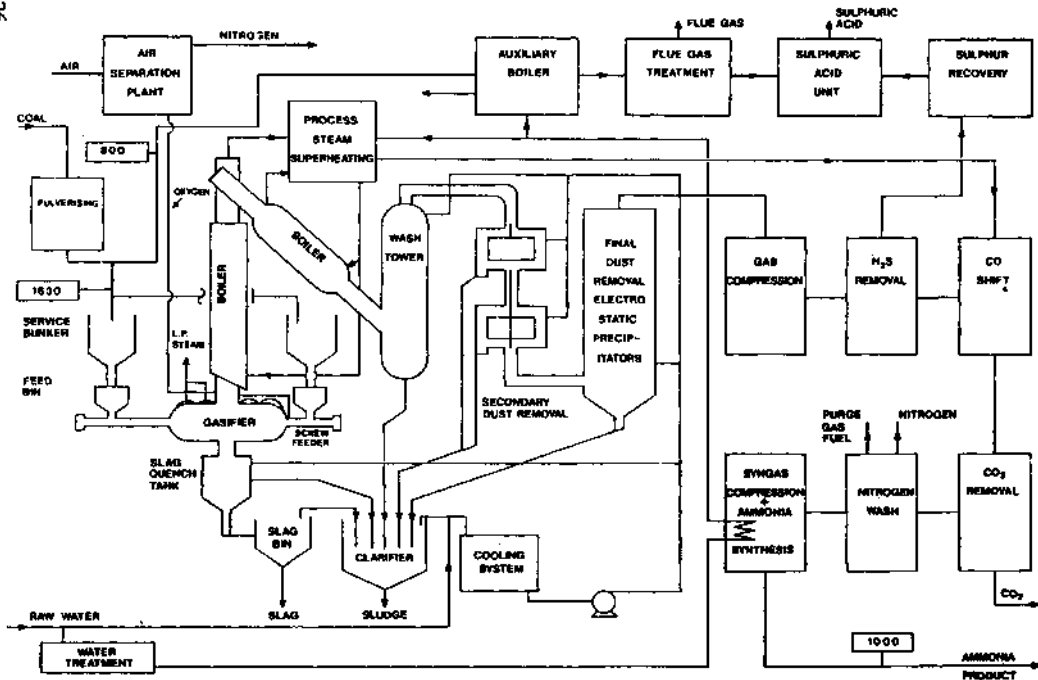 NITROGEN
AIR
AIR
SEPARATION
PLANT
COAL
800
PULVERISING
OXYGEN
1630
SERVICE
BUNKER
FEED
BIN
L.P.
STEAM
PROCESS
STEAM
SUPERHEATING
BOILER
BOILER
GASIFIER
SCREW
FEEDER
SLAG
QUENCH
TANK
SLAG
BIN
SLAG
CLARIFIER
SLUDGE
RAW WATER
WATER
TREATMENT
COOLING
SYSTEM
WASH
TOWER
SECONDARY
DUST REMOVAL
FINAL
DUST
REMOVAL
ELECTRO
STATIC
PRECIP-
ITATORS
AUXILIARY
BOILER
FLUE GAS
FLUE GAS
TREATMENT
SULPHURIC
ACID
SULPHURIC
ACID
UNIT
SULPHUR
RECOVERY
GAS
COMPRESSION
H₂S
REMOVAL
CO
SHIFT
PURGE
GAS
FUEL
NITROGEN
SYNGAS
COMPRESSION
+
AMMONIA
SYNTHESIS
NITROGEN
WASH
CO₂
REMOVAL
CO₂
1000
AMMONIA
PRODUCT